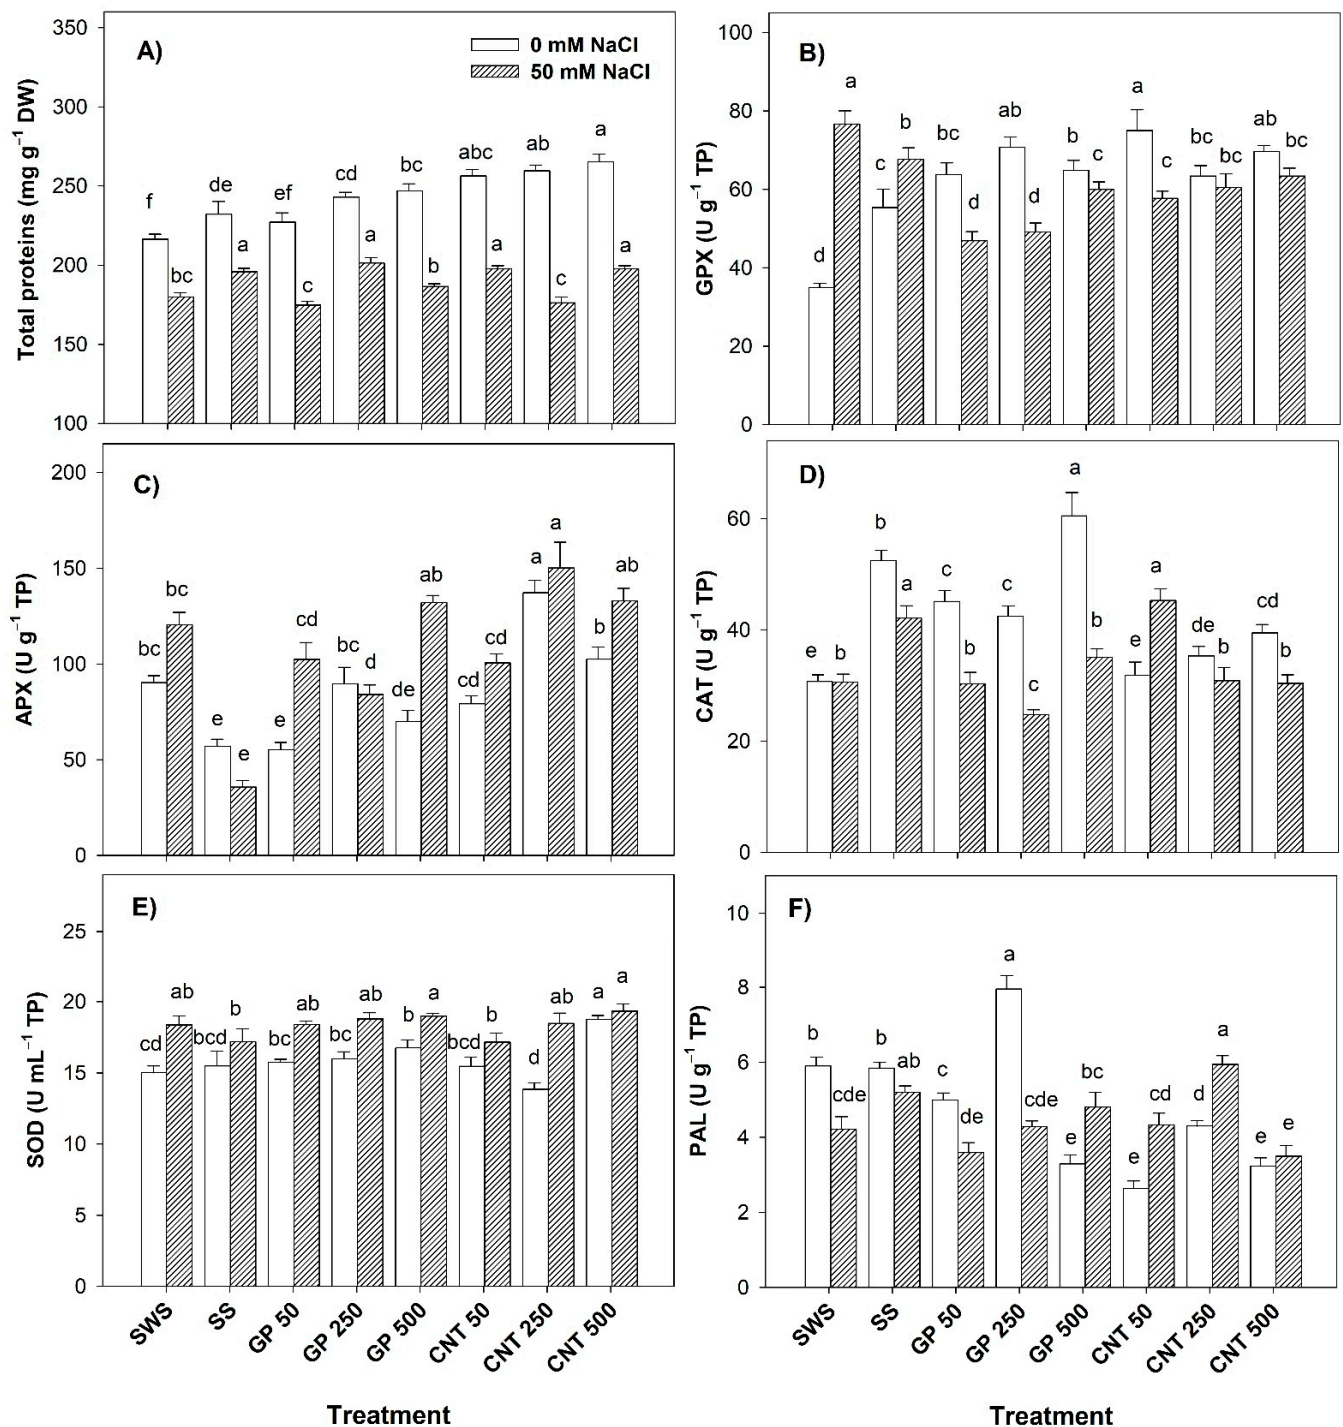 A)
0 mM NaCl
50 mM NaCl
Total proteins (mg g⁻¹ DW)
350
300
250
200
150
100
f bc de a ef c cd a bc b abc a ab c a a
B)
GPX (U g⁻¹ TP)
100
80
60
40
20
0
d a c b bc d ab d b c a c bc bc ab bc
C)
APX (U g⁻¹ TP)
200
150
100
50
0
bc bc e e e cd bc d de ab cd cd a a b ab
D)
CAT (U g⁻¹ TP)
60
40
20
0
e b b a c b c c a b e a de b cd b
E)
SOD (U mL⁻¹ TP)
25
20
15
10
5
0
cd ab bcd b bc ab bc ab b a bcd b d ab a a
SWS
SS
GP 50
GP 250
GP 500
CNT 50
CNT 250
CNT 500
Treatment
F)
PAL (U g⁻¹ TP)
10
8
6
4
2
0
b cde b ab c de a cde e bc e cd d a e e
SWS
SS
GP 50
GP 250
GP 500
CNT 50
CNT 250
CNT 500
Treatment